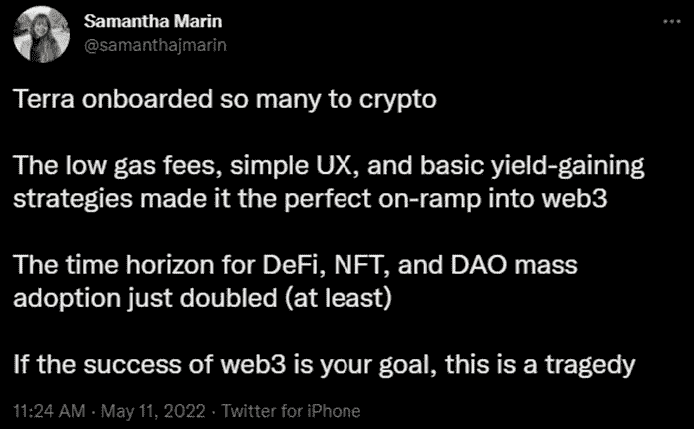 Samantha Marin
@samanthajmarin
Terra onboarded so many to crypto
The low gas fees, simple UX, and basic yield-gaining
strategies made it the perfect on-ramp into web3
The time horizon for DeFi, NFT, and DAO mass
adoption just doubled (at least)
If the success of web3 is your goal, this is a tragedy
11:24 AM · May 11, 2022 · Twitter for iPhone